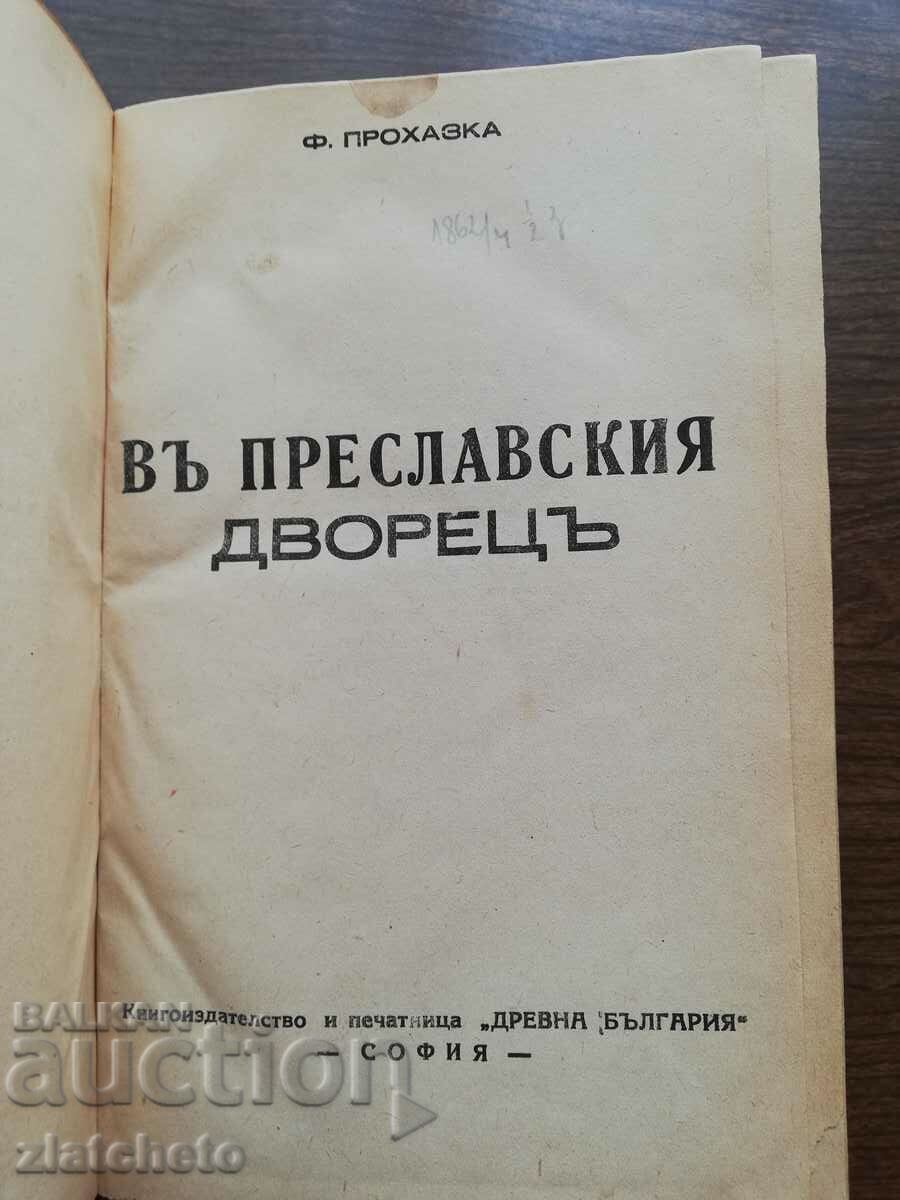 Ф. ПРОХАЗКА
ВЪ ПРЕСЛАВСКИЯ
ДВОРЕЦЪ
Книгоиздателство и печатница „ДРЕВНА БЪЛГАРИЯ“
— СОФИЯ —
BALKAN
auction
zlatcheto